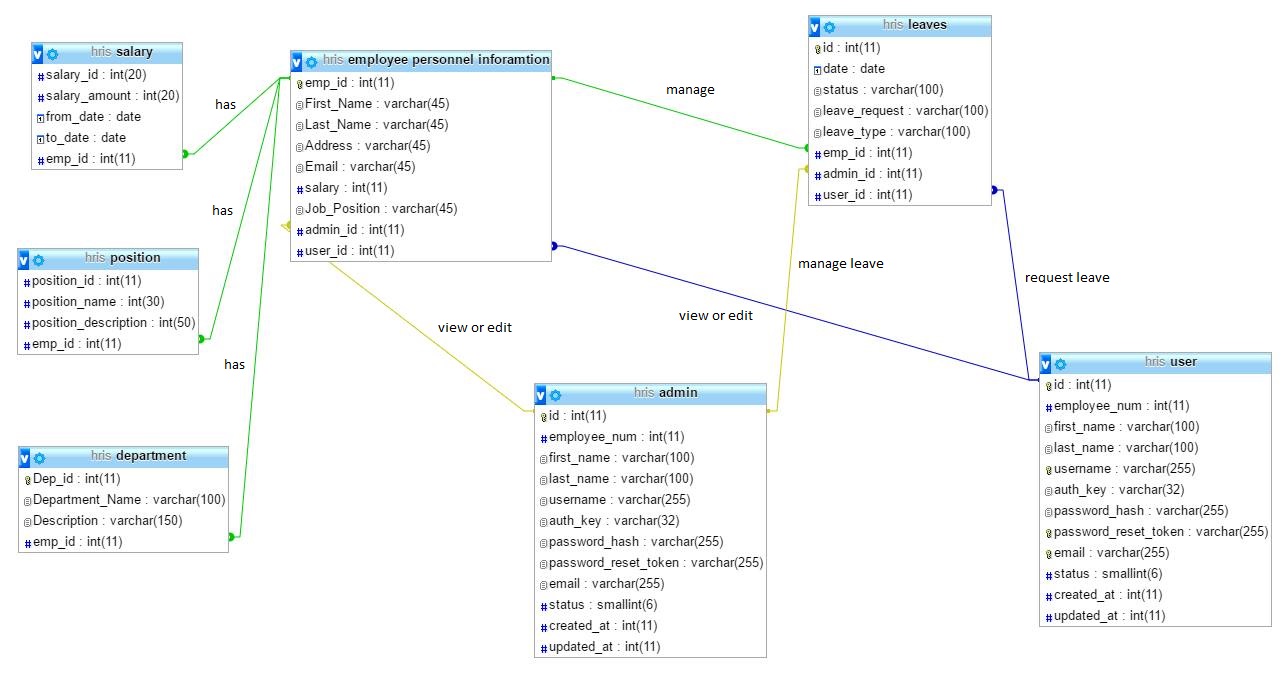 hris salary
salary_id : int(20)
salary_amount : int(20)
from_date : date
to_date : date
emp_id : int(11)
has
hris employee personnel inforamtion
emp_id : int(11)
First_Name : varchar(45)
Last_Name : varchar(45)
Address : varchar(45)
Email : varchar(45)
salary : int(11)
Job_Position : varchar(45)
admin_id : int(11)
user_id : int(11)
manage
hris leaves
id : int(11)
date : date
status : varchar(100)
leave_request : varchar(100)
leave_type : varchar(100)
emp_id : int(11)
admin_id : int(11)
user_id : int(11)
has
hris position
position_id : int(11)
position_name : int(30)
position_description : int(50)
emp_id : int(11)
manage leave
request leave
view or edit
view or edit
has
hris department
Dep_id : int(11)
Department_Name : varchar(100)
Description : varchar(150)
emp_id : int(11)
hris admin
id : int(11)
employee_num : int(11)
first_name : varchar(100)
last_name : varchar(100)
username : varchar(255)
auth_key : varchar(32)
password_hash : varchar(255)
password_reset_token : varchar(255)
email : varchar(255)
status : smallint(6)
created_at : int(11)
updated_at : int(11)
hris user
id : int(11)
employee_num : int(11)
first_name : varchar(100)
last_name : varchar(100)
username : varchar(255)
auth_key : varchar(32)
password_hash : varchar(255)
password_reset_token : varchar(255)
email : varchar(255)
status : smallint(6)
created_at : int(11)
updated_at : int(11)